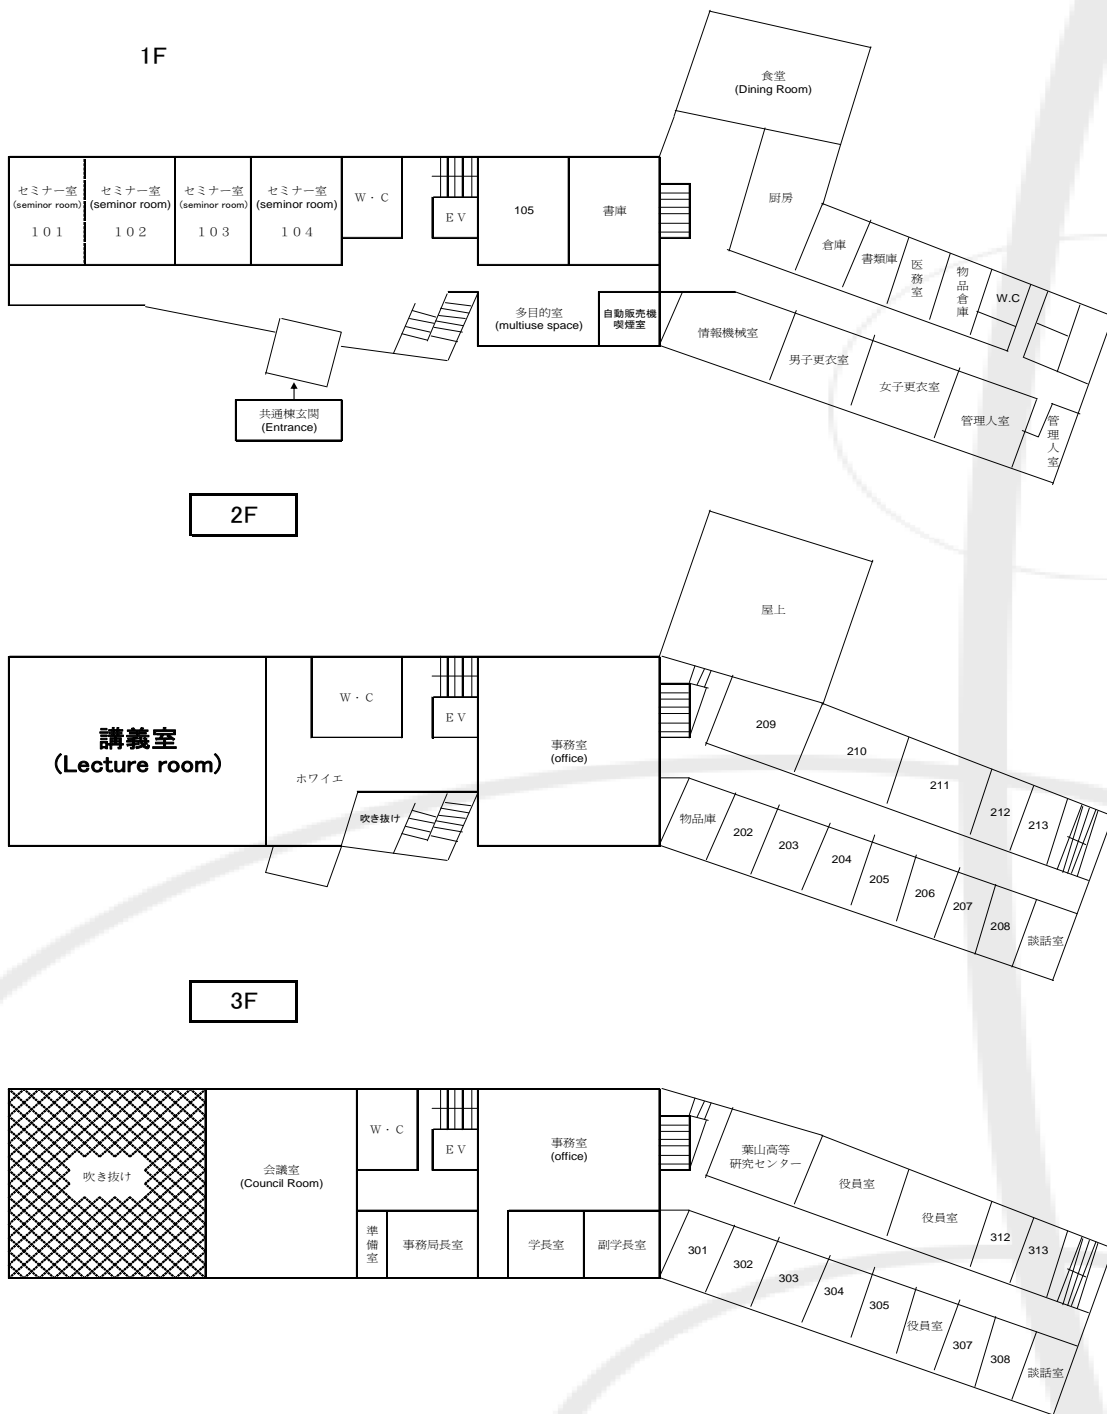 1F
食堂
(Dining Room)
セミナー室
(seminor room)
101
セミナー室
(seminor room)
102
セミナー室
(seminor room)
103
セミナー室
(seminor room)
104
W・C
EV
105
書庫
厨房
倉庫
書類庫
医務室
物品倉庫
W.C
多目的室
(multiuse space)
自動販売機
喫煙室
情報機械室
男子更衣室
女子更衣室
管理人室
管理人室
共通棟玄関
(Entrance)
2F
屋上
講義室
(Lecture room)
W・C
EV
ホワイエ
吹き抜け
事務室
(office)
209
210
211
212
213
物品庫
202
203
204
205
206
207
208
談話室
3F
吹き抜け
会議室
(Council Room)
W・C
EV
事務室
(office)
準備室
事務局長室
学長室
副学長室
葉山高等
研究センター
役員室
役員室
312
313
301
302
303
304
305
役員室
307
308
談話室